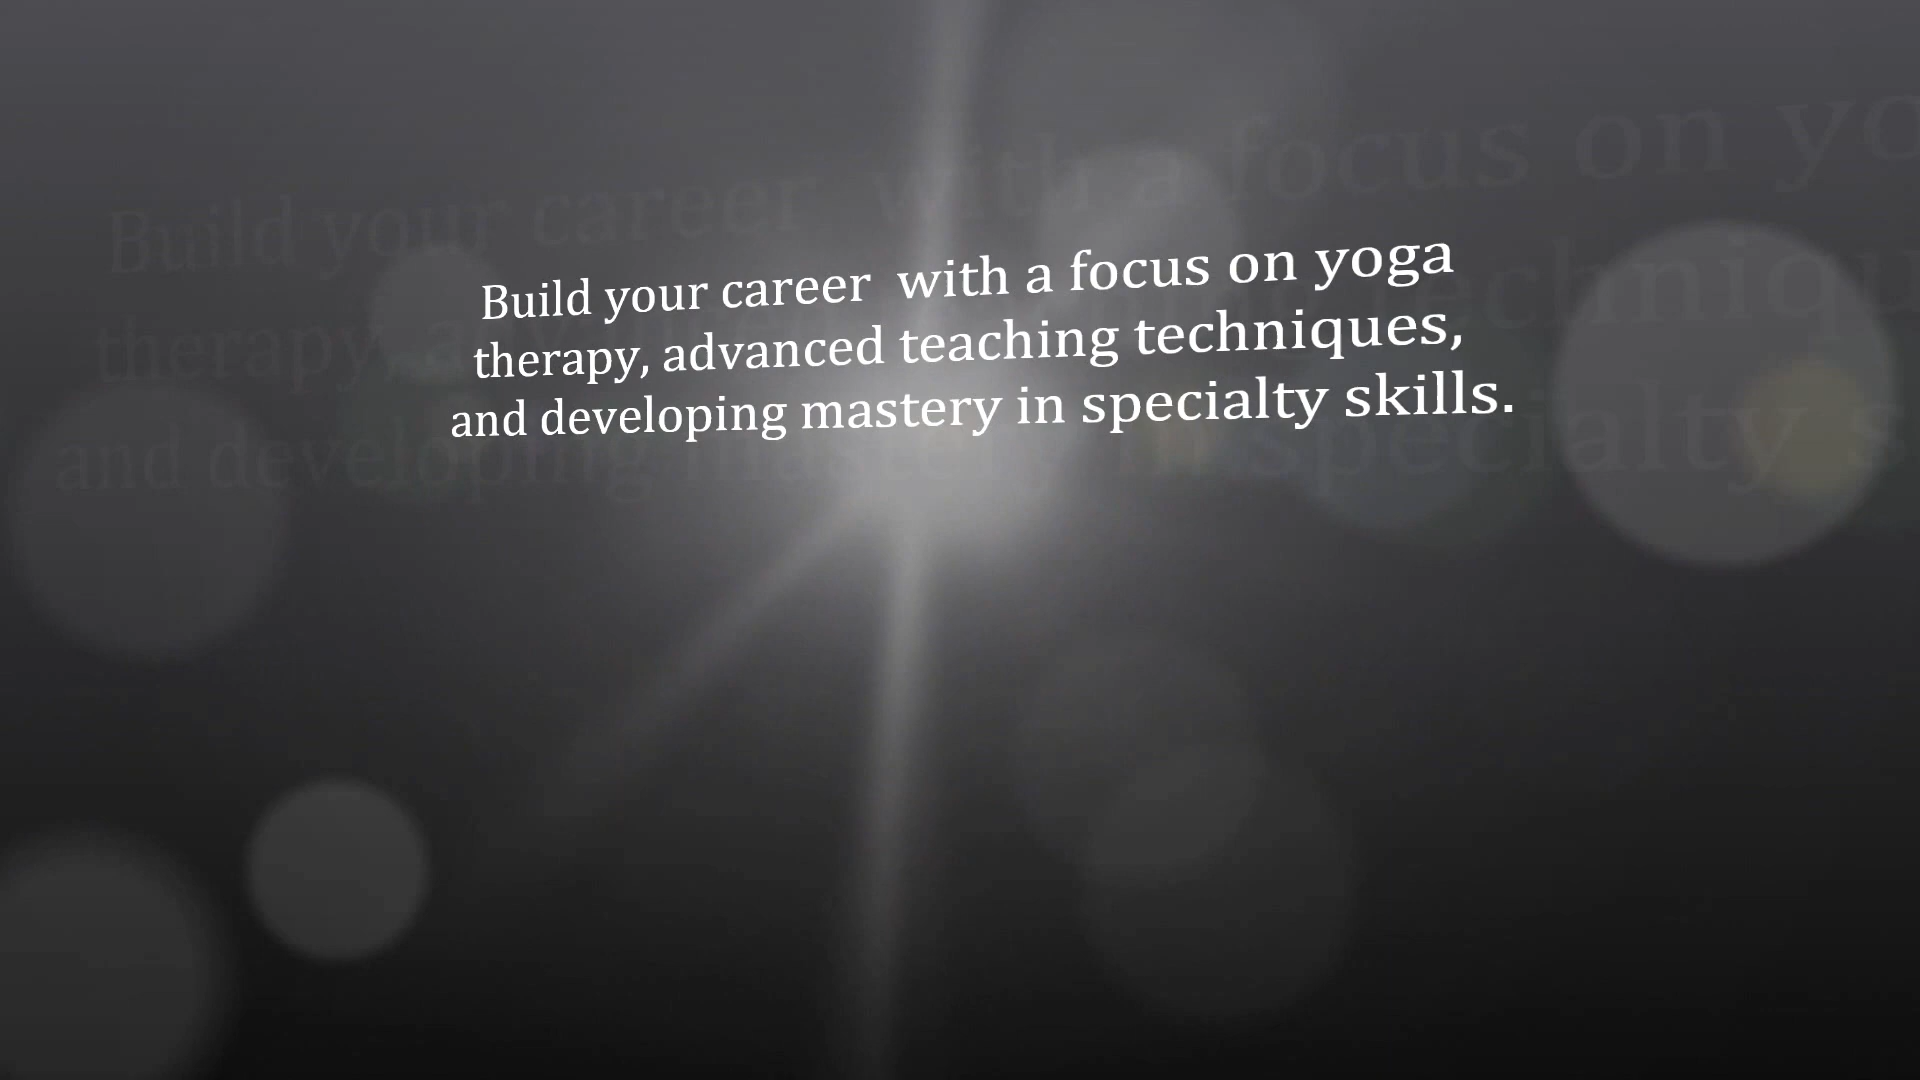 Build your career  with a focus on yoga
therapy, advanced teaching techniques,
and developing mastery in specialty skills.